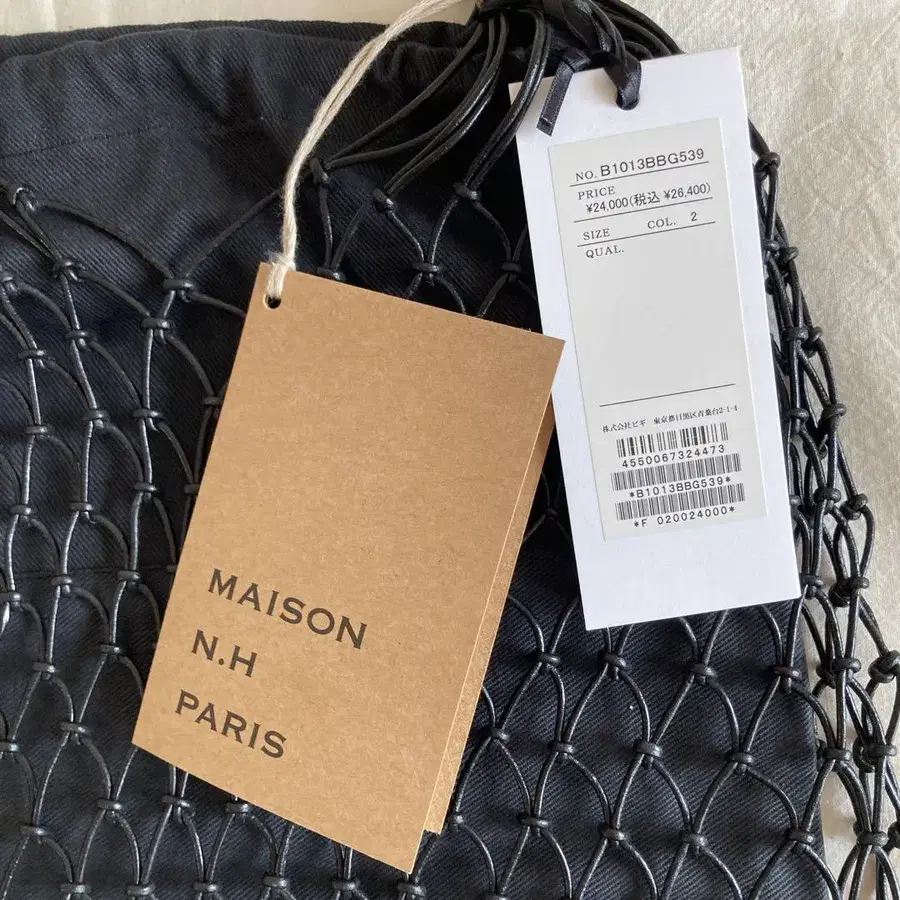 MAISON
N.H
PARIS
NO. B1013BBG539
PRICE
¥24,000(税込 ¥26,400)
SIZE COL. 2
QUAL.
株式会社ビギ 東京都目黒区青葉台2-1-4
4550067324473
*B1013BBG539*
*F 020024000*